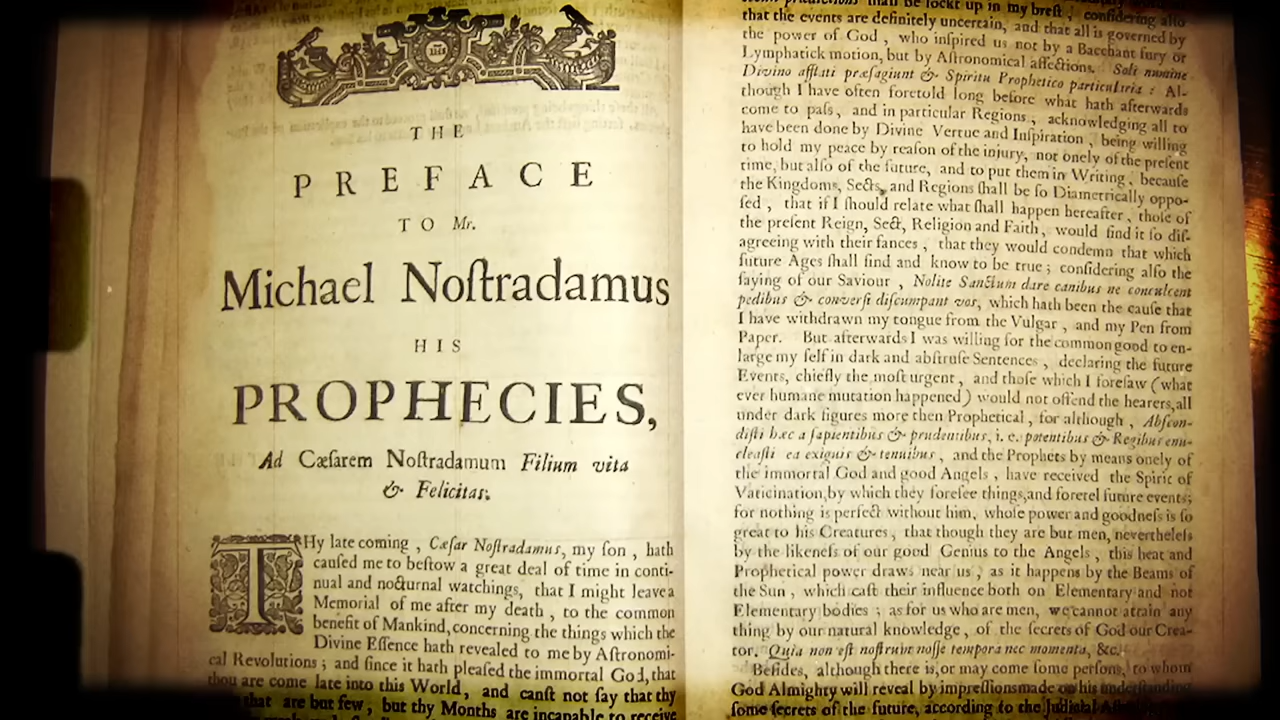 THE
PREFACE
TO Mr.
Michael Noſtradamus
HIS
PROPHECIES,
Ad Cæſarem Noſtradamum Filium vita
& Felicitas.
THy late coming , Cæſar Noſtradamus, my ſon , hath
cauſed me to beſtow a great deal of time in conti-
nual and nocturnal watchings, that I might leave a
Memorial of me after my death , to the common
benefit of Mankind, concerning the things which the
Divine Eſſence hath revealed to me by Aſtronomi-
cal Revolutions ; and ſince it hath pleaſed the immortal God, that
thou are come late into this World, and canſt not ſay that thy
that are but few, but thy Months are incapable to receive
ſhall be lockt up in my breſt , conſidering alſo
that the events are definitely uncertain, and that all is governed by
the power of God , who inſpired us not by a Bacchant fury or
Lymphatick motion, but by Aſtronomical affections. Soli numine
Divino afflati præſagiunt & Spiritu Prophetico particularia : Al-
though I have often foretold long before what hath afterwards
come to paſs, and in particular Regions , acknowledging all to
have been done by Divine Vertue and Inſpiration , being willing
to hold my peace by reaſon of the injury, not onely of the preſent
time, but alſo of the future, and to put them in Writing, becauſe
the Kingdoms, Sects, and Regions ſhall be ſo Diametrically oppo-
ſed , that if I ſhould relate what ſhall happen hereafter , thoſe of
the preſent Reign, Sect, Religion and Faith, would find it ſo diſ-
agreeing with their fances , that they would condemn that which
future Ages ſhall find and know to be true ; conſidering alſo the
ſaying of our Saviour , Nolite Sanctum dare canibus ne conculcent
pedibus & converſi diſcumpant vos, which hath been the cauſe that
I have withdrawn my tongue from the Vulgar , and my Pen from
Paper. But afterwards I was willing for the common good to en-
large my ſelf in dark and abſtruſe Sentences , declaring the future
Events, chiefly the moſt urgent , and thoſe which I foreſaw (what
ever humane mutation happened) would not offend the hearers, all
under dark figures more then Prophetical , for although , Abſcon-
diſti hæc a ſapientibus & prudentibus, i. e. potentibus & Regibus enu-
cleaſti ea exiguis & tenuibus , and the Prophets by means onely of
the immortal God and good Angels , have received the Spirit of
Vaticination, by which they foreſee things, and foretel future events;
for nothing is perfect without him, whoſe power and goodneſs is ſo
great to his Creatures , that though they are but men, nevertheleſs
by the likeneſs of our good Genius to the Angels , this heat and
Prophetical power draws near us , as it happens by the Beams of
the Sun , which caſt their influence both on Elementary and not
Elementary bodies ; as for us who are men, we cannot attain any
thing by our natural knowledge , of the ſecrets of God our Crea-
tor. Quia non eſt noſtrum noſſe tempora nec momenta, &c.
Beſides, although there is, or may come ſome perſons, to whom
God Almighty will reveal by impreſſions made on his underſtanding
ſome ſecrets of the future, according to the Judicial